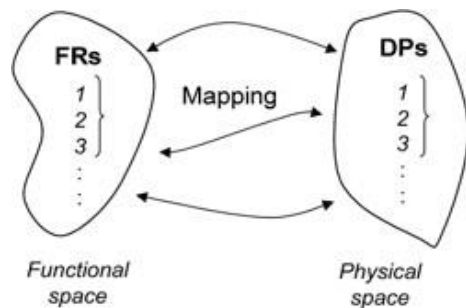 FRs
1
2
3
:
:
Mapping
DPs
1
2
3
:
:
Functional
space
Physical
space